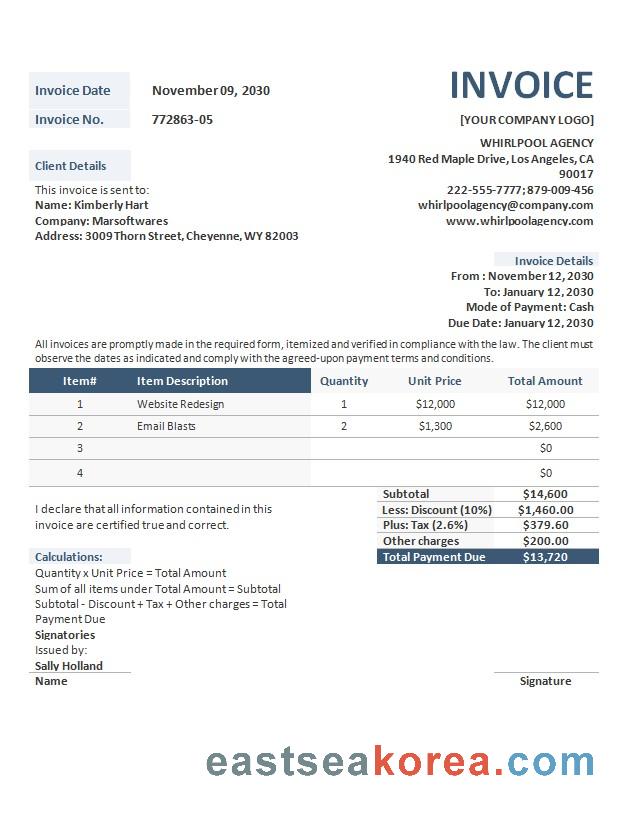 INVOICE
Invoice Date November 09, 2030
Invoice No. 772863-05
[YOUR COMPANY LOGO]
WHIRLPOOL AGENCY
1940 Red Maple Drive, Los Angeles, CA
90017
222-555-7777; 879-009-456
whirlpoolagency@company.com
www.whirlpoolagency.com
Client Details
This invoice is sent to:
Name: Kimberly Hart
Company: Marsoftwares
Address: 3009 Thorn Street, Cheyenne, WY 82003
Invoice Details
From : November 12, 2030
To: January 12, 2030
Mode of Payment: Cash
Due Date: January 12, 2030
All invoices are promptly made in the required form, itemized and verified in compliance with the law. The client must
observe the dates as indicated and comply with the agreed-upon payment terms and conditions.
Item# Item Description Quantity Unit Price Total Amount
1 Website Redesign 1 $12,000 $12,000
2 Email Blasts 2 $1,300 $2,600
3 $0
4 $0
Subtotal $14,600
Less: Discount (10%) $1,460.00
Plus: Tax (2.6%) $379.60
Other charges $200.00
Total Payment Due $13,720
I declare that all information contained in this
invoice are certified true and correct.
Calculations:
Quantity x Unit Price = Total Amount
Sum of all items under Total Amount = Subtotal
Subtotal - Discount + Tax + Other charges = Total
Payment Due
Signatories
Issued by:
Sally Holland
Name Signature
eastseakorea.com